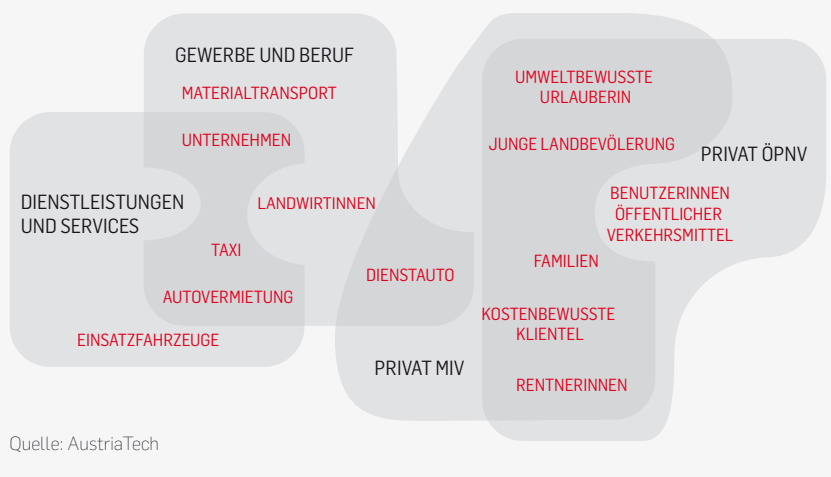 GEWERBE UND BERUF
MATERIALTRANSPORT
UNTERNEHMEN
DIENSTLEISTUNGEN
UND SERVICES
LANDWIRTINNEN
TAXI
AUTOVERMIETUNG
EINSATZFAHRZEUGE
DIENSTAUTO
PRIVAT MIV
UMWELTBEWUSSTE
URLAUBERIN
JUNGE LANDBEVÖLERUNG
PRIVAT ÖPNV
BENUTZERINNEN
ÖFFENTLICHER
VERKEHRSMITTEL
FAMILIEN
KOSTENBEWUSSTE
KLIENTEL
RENTNERINNEN
Quelle: AustriaTech